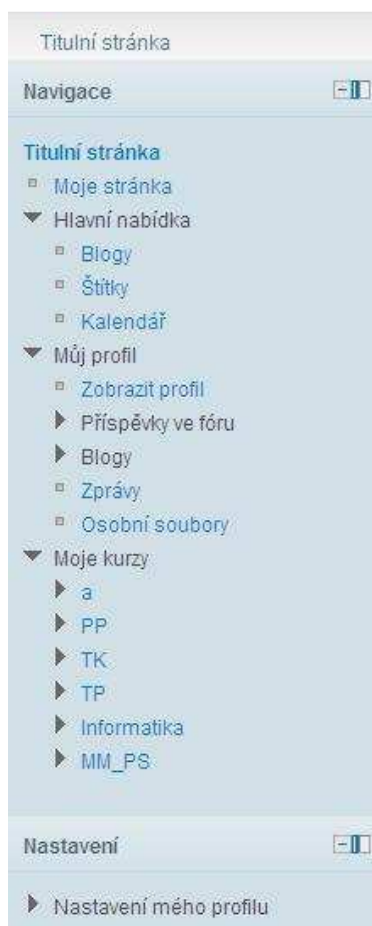 Titulní stránka
Navigace
Titulní stránka
Moje stránka
Hlavní nabídka
Blogy
Štítky
Kalendář
Můj profil
Zobrazit profil
Příspěvky ve fóru
Blogy
Zprávy
Osobní soubory
Moje kurzy
a
PP
TK
TP
Informatika
MM_PS
Nastavení
Nastavení mého profilu